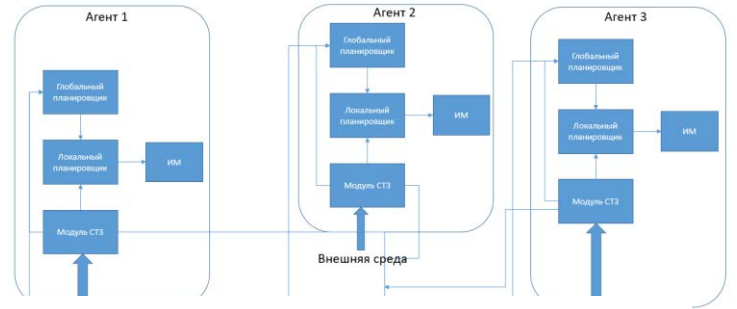 Агент 1
Глобальный
планировщик
Локальный
планировщик
ИМ
Модуль СТЗ
Агент 2
Глобальный
планировщик
Локальный
планировщик
ИМ
Модуль СТЗ
Внешняя среда
Агент 3
Глобальный
планировщик
Локальный
планировщик
ИМ
Модуль СТЗ